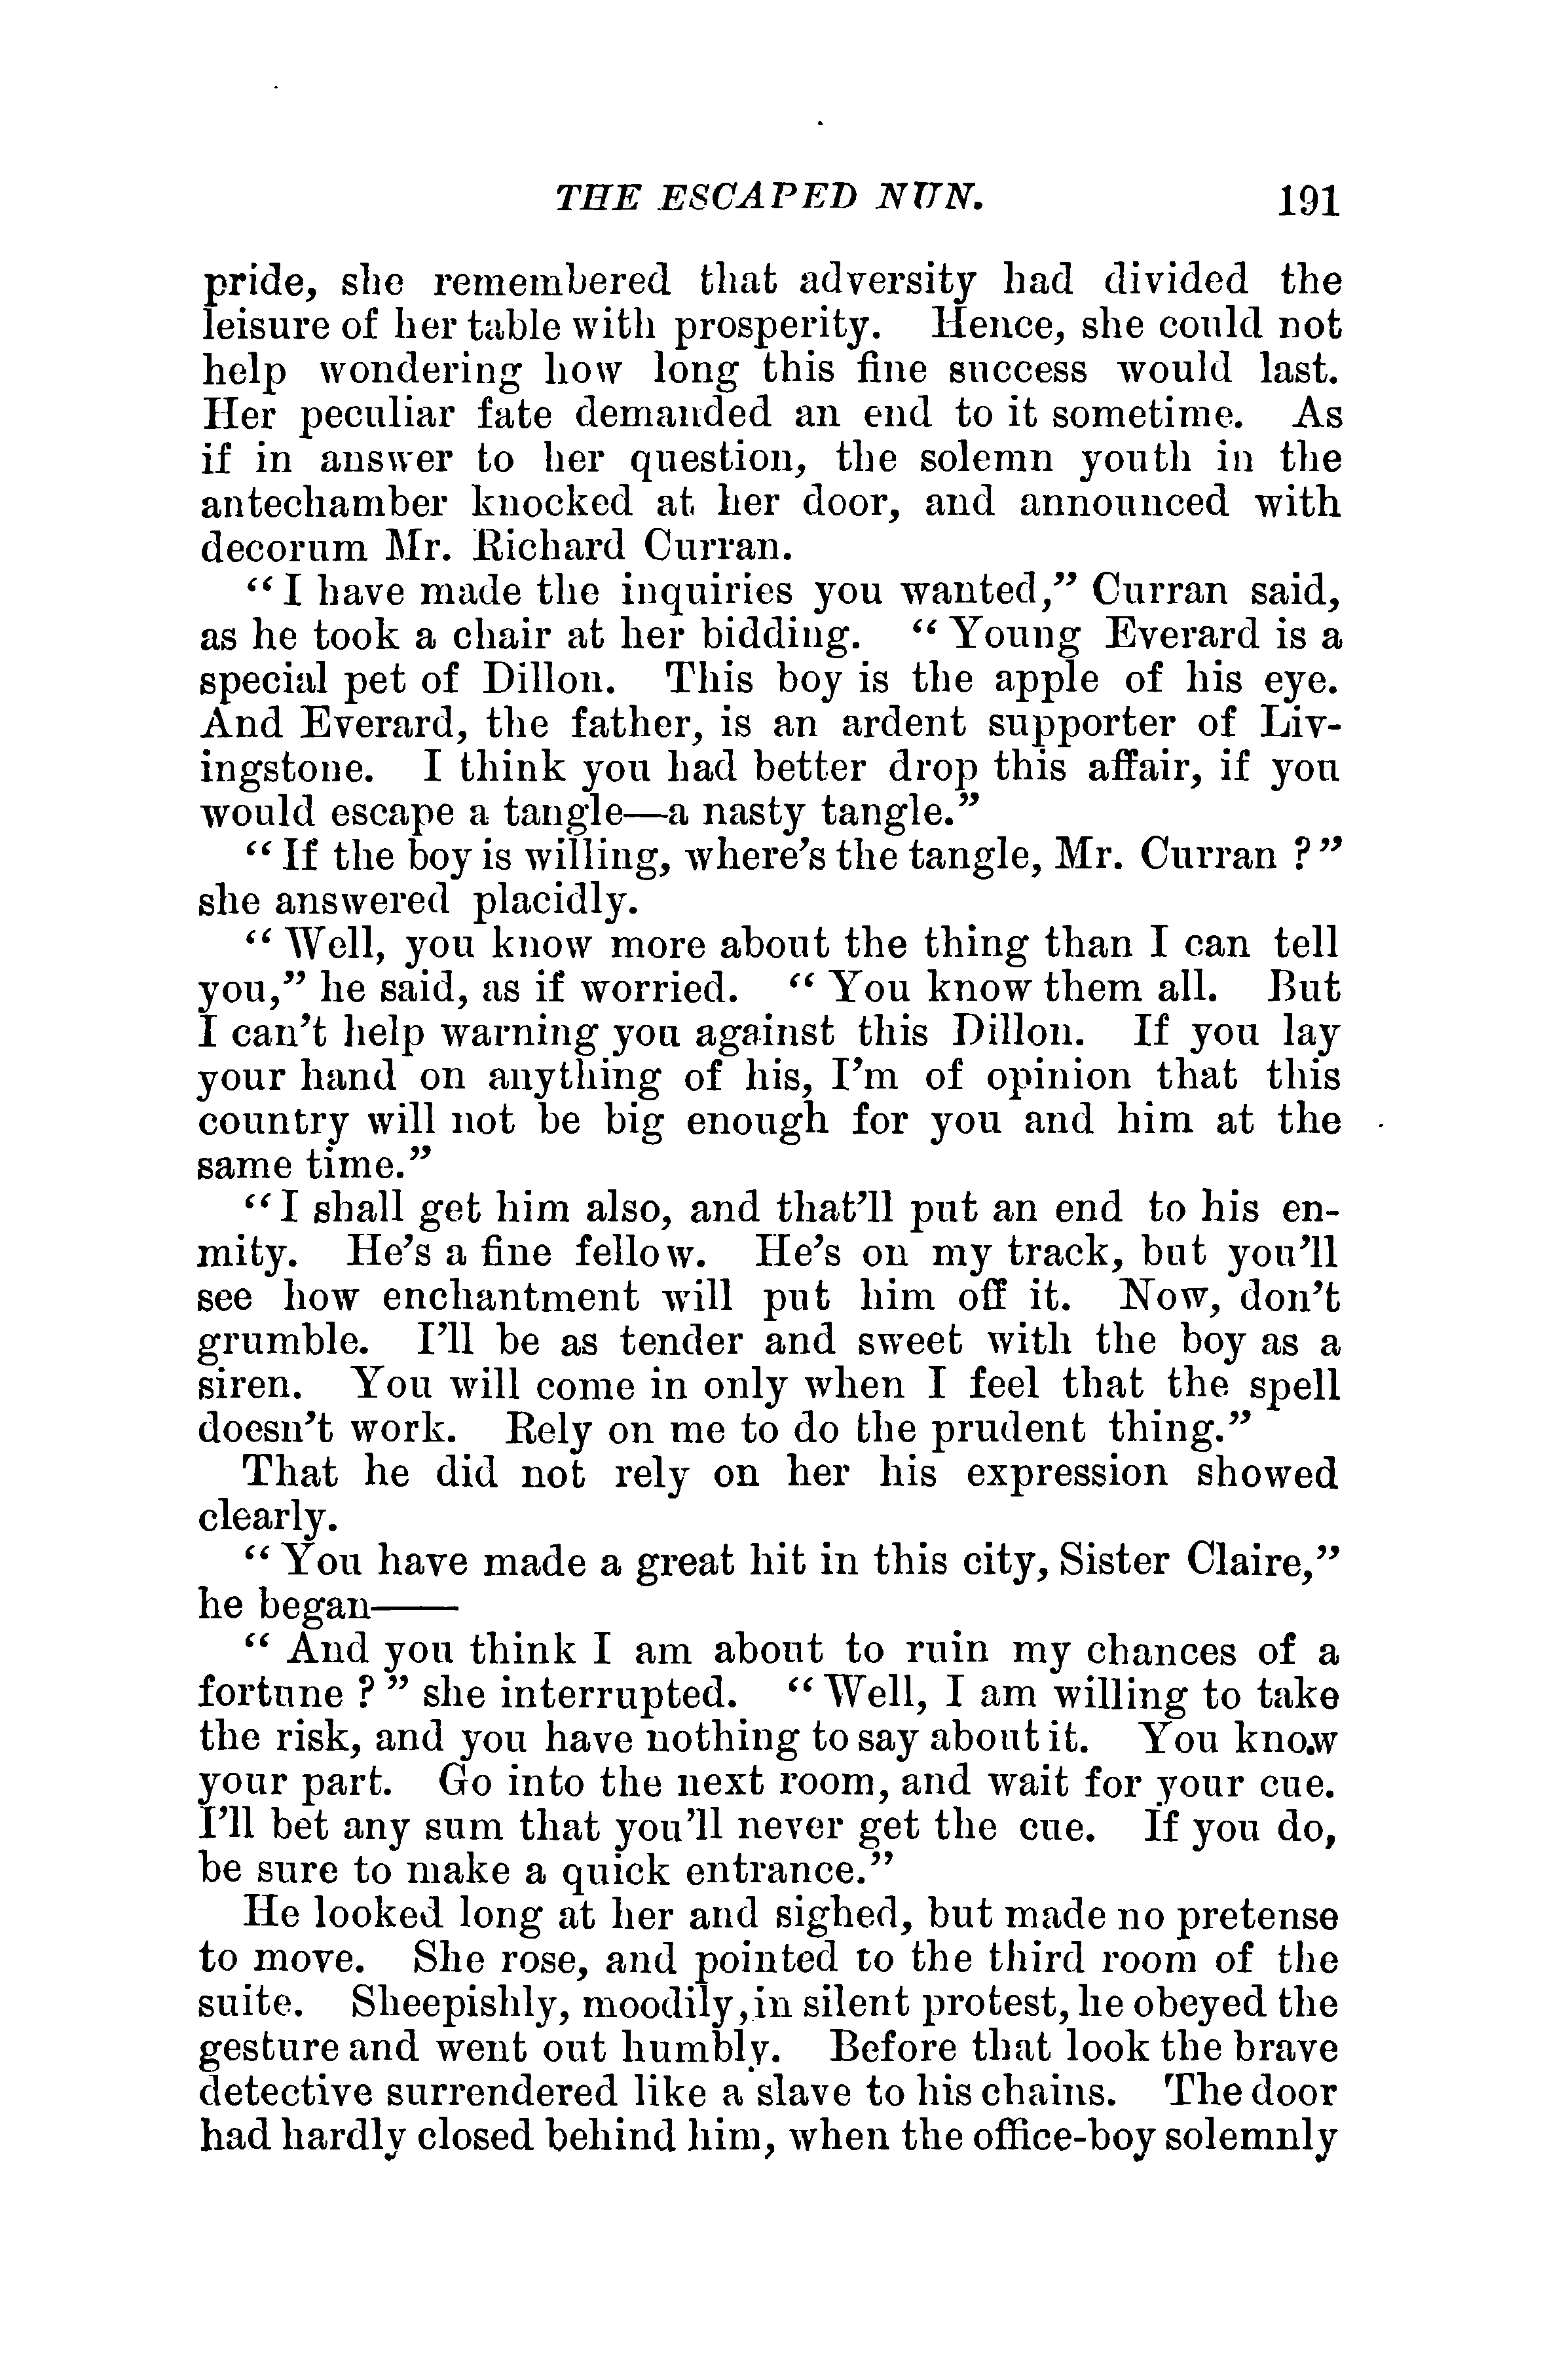 THE ESCAPED NUN. 191
pride, she remembered that adversity had divided the
leisure of her table with prosperity. Hence, she could not
help wondering how long this fine success would last.
Her peculiar fate demanded an end to it sometime. As
if in answer to her question, the solemn youth in the
antechamber knocked at her door, and announced with
decorum Mr. Richard Curran.
“I have made the inquiries you wanted,” Curran said,
as he took a chair at her bidding. “Young Everard is a
special pet of Dillon. This boy is the apple of his eye.
And Everard, the father, is an ardent supporter of Liv-
ingstone. I think you had better drop this affair, if you
would escape a tangle—a nasty tangle.”
“If the boy is willing, where’s the tangle, Mr. Curran?”
she answered placidly.
“Well, you know more about the thing than I can tell
you,” he said, as if worried. “You know them all. But
I can’t help warning you against this Dillon. If you lay
your hand on anything of his, I’m of opinion that this
country will not be big enough for you and him at the
same time.”
“I shall get him also, and that’ll put an end to his en-
mity. He’s a fine fellow. He’s on my track, but you’ll
see how enchantment will put him off it. Now, don’t
grumble. I’ll be as tender and sweet with the boy as a
siren. You will come in only when I feel that the spell
doesn’t work. Rely on me to do the prudent thing.”
That he did not rely on her his expression showed
clearly.
“You have made a great hit in this city, Sister Claire,”
he began——
“And you think I am about to ruin my chances of a
fortune?” she interrupted. “Well, I am willing to take
the risk, and you have nothing to say about it. You know
your part. Go into the next room, and wait for your cue.
I’ll bet any sum that you’ll never get the cue. If you do,
be sure to make a quick entrance.”
He looked long at her and sighed, but made no pretense
to move. She rose, and pointed to the third room of the
suite. Sheepishly, moodily, in silent protest, he obeyed the
gesture and went out humbly. Before that look the brave
detective surrendered like a slave to his chains. The door
had hardly closed behind him, when the office-boy solemnly